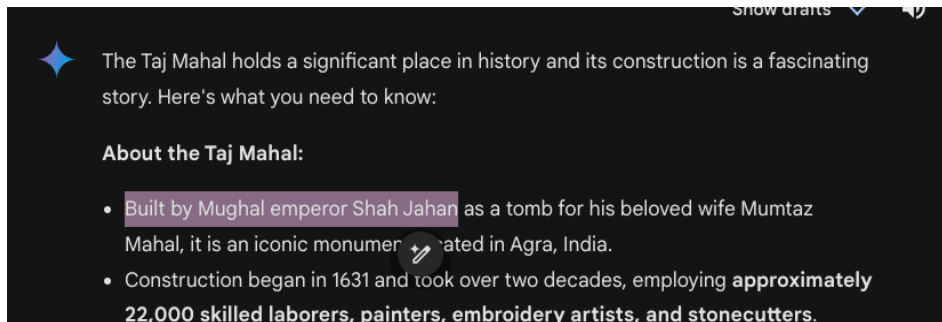 Show drafts
The Taj Mahal holds a significant place in history and its construction is a fascinating
story. Here's what you need to know:
About the Taj Mahal:
• Built by Mughal emperor Shah Jahan as a tomb for his beloved wife Mumtaz
Mahal, it is an iconic monument located in Agra, India.
• Construction began in 1631 and took over two decades, employing approximately
22,000 skilled laborers, painters, embroidery artists, and stonecutters.